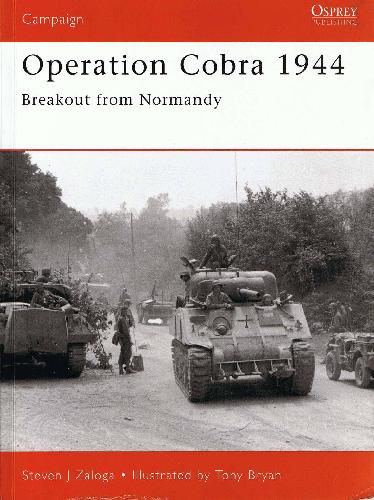 Campaign
OSPREY
PUBLISHING
Operation Cobra 1944
Breakout from Normandy
Steven J Zaloga • Illustrated by Tony Bryan